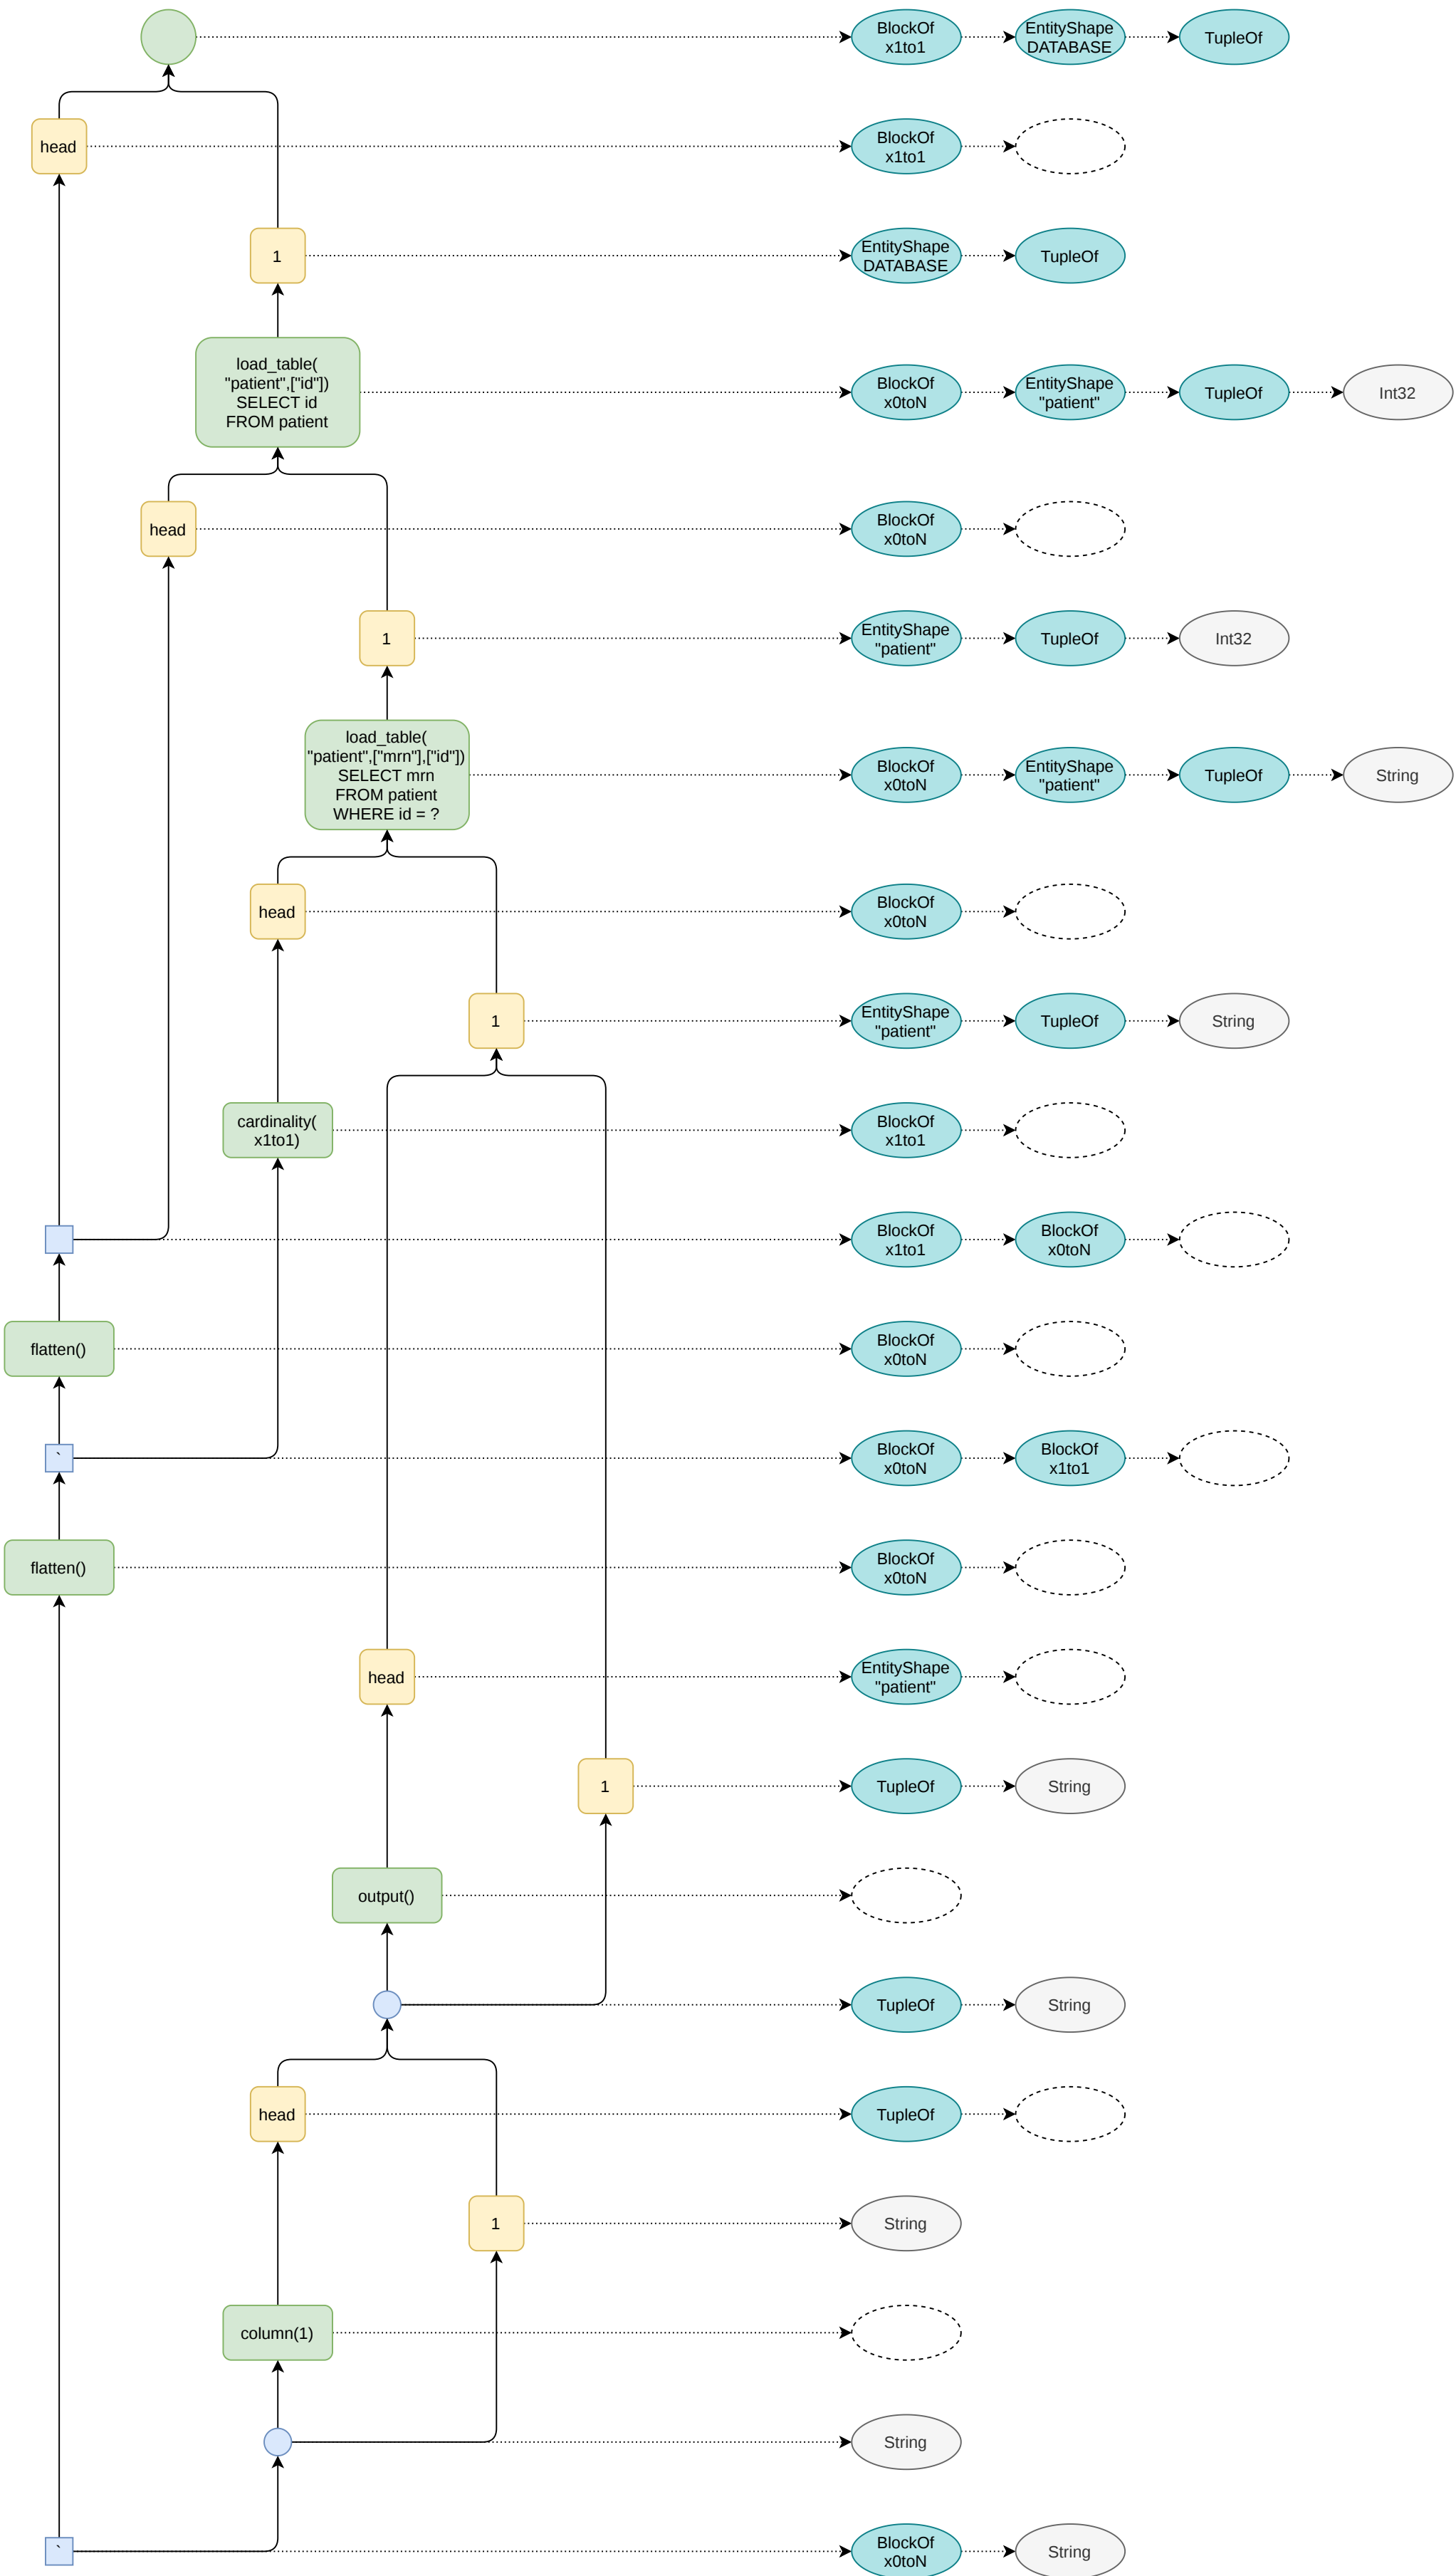 BlockOf
x1to1
EntityShape
DATABASE
TupleOf
head
BlockOf
x1to1
1
EntityShape
DATABASE
TupleOf
load_table(
"patient",["id"])
SELECT id
FROM patient
BlockOf
x0toN
EntityShape
"patient"
TupleOf
Int32
head
BlockOf
x0toN
1
EntityShape
"patient"
TupleOf
Int32
load_table(
"patient",["mrn"],["id"])
SELECT mrn
FROM patient
WHERE id = ?
BlockOf
x0toN
EntityShape
"patient"
TupleOf
String
head
BlockOf
x0toN
1
EntityShape
"patient"
TupleOf
String
cardinality(
x1to1)
BlockOf
x1to1
BlockOf
x1to1
BlockOf
x0toN
flatten()
BlockOf
x0toN
`
BlockOf
x0toN
BlockOf
x1to1
flatten()
BlockOf
x0toN
head
EntityShape
"patient"
1
TupleOf
String
output()
TupleOf
String
head
TupleOf
1
String
column(1)
String
`
BlockOf
x0toN
String